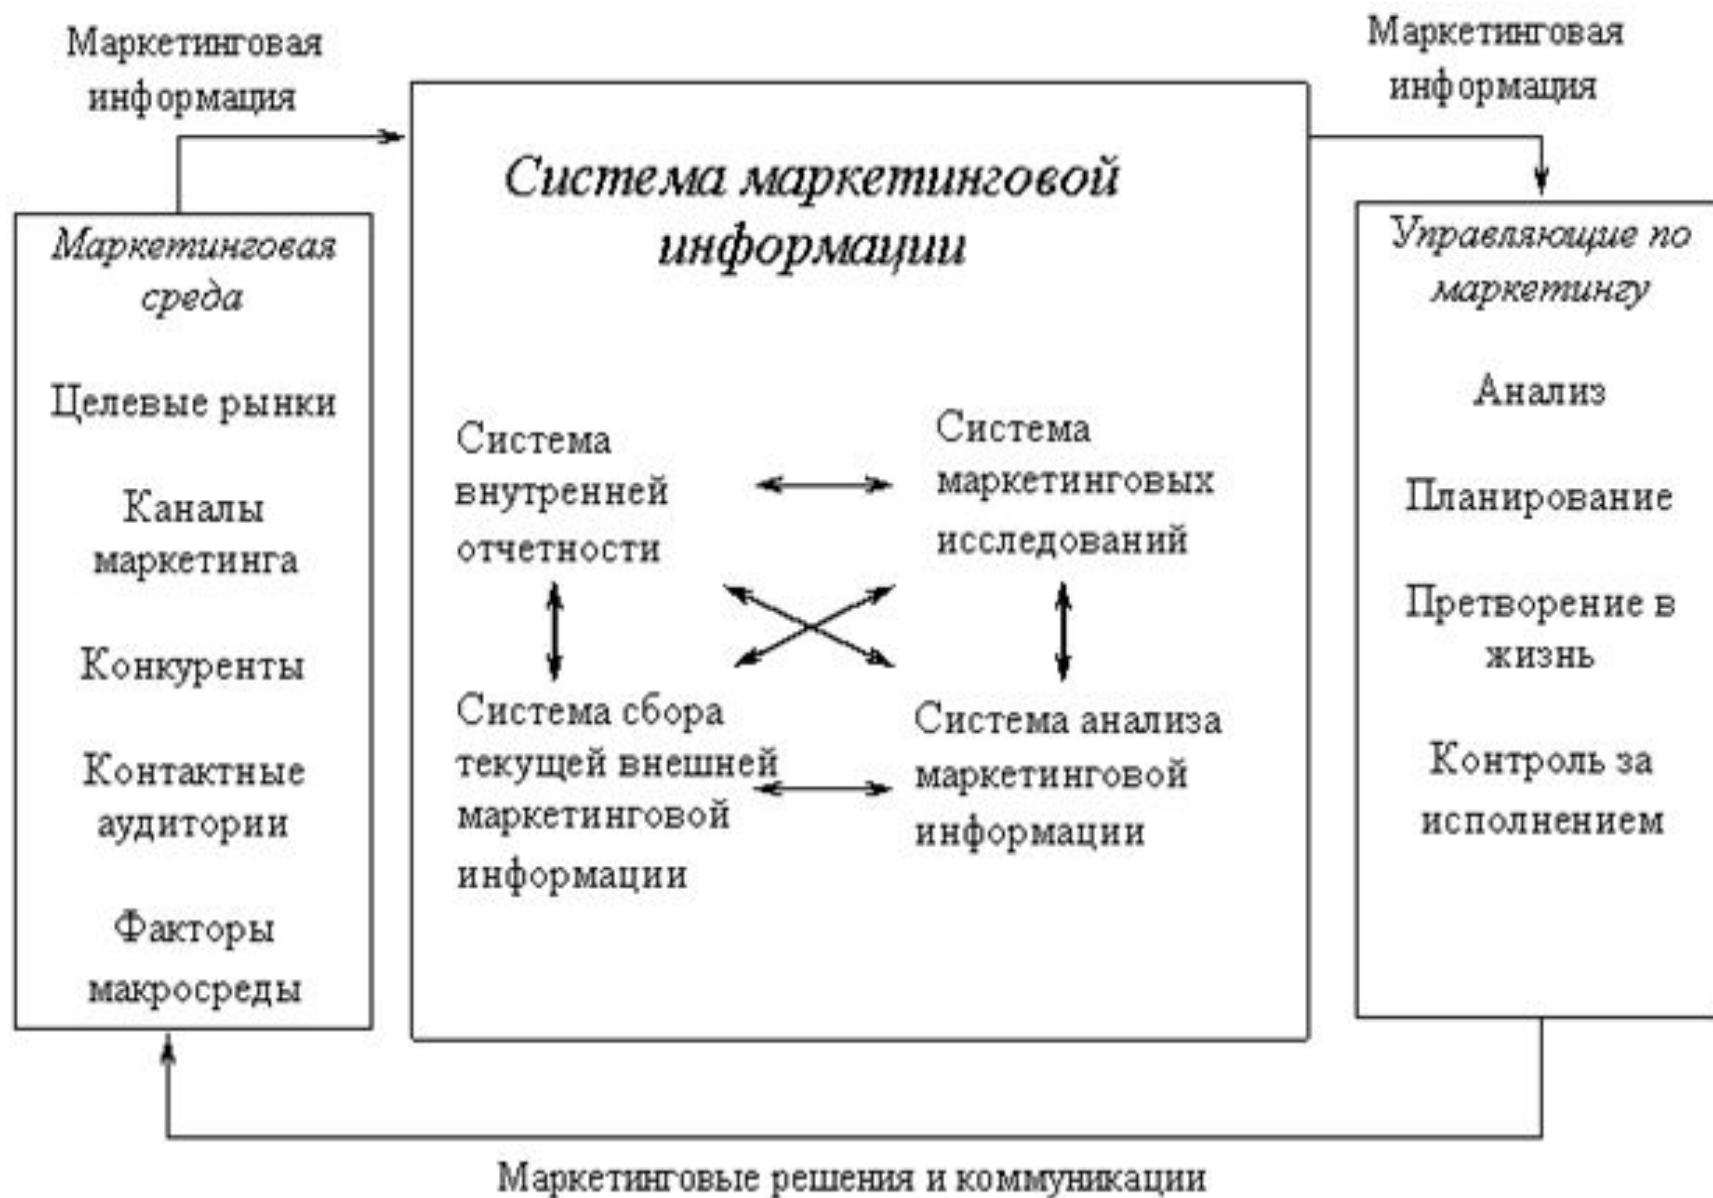 Маркетинговая
информация
Маркетинговая
информация
Система маркетинговой
информации
Маркетинговая
среда
Целевые рынки
Каналы
маркетинга
Конкуренты
Контактные
аудитории
Факторы
макросреды
Система
внутренней
отчетности
Система
маркетинговых
исследований
Система сбора
текущей внешней
маркетинговой
информации
Система анализа
маркетинговой
информации
Управляющие по
маркетингу
Анализ
Планирование
Претворение в
жизнь
Контроль за
исполнением
Маркетинговые решения и коммуникации